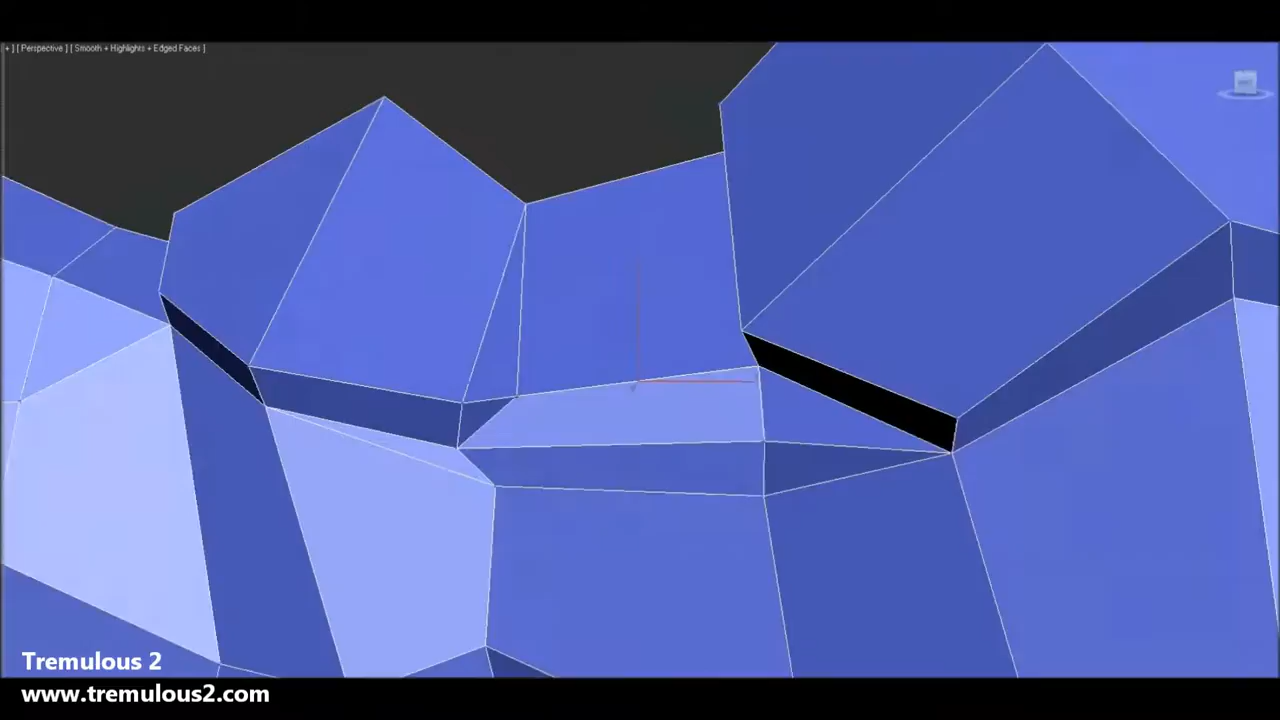 + ] [ Perspective ] [ Smooth + Highlights + Edged Faces ]
Tremulous 2
www.tremulous2.com